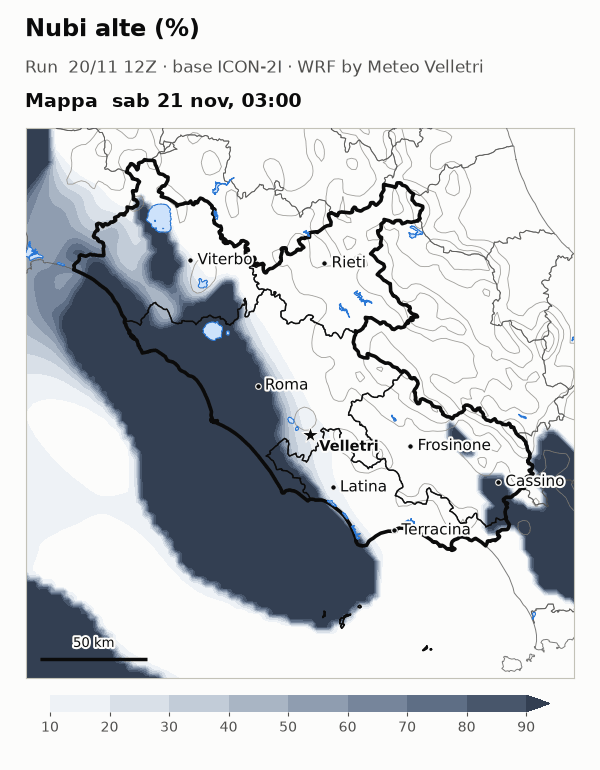 Nubi alte (%)
Run  20/11 12Z · base ICON-2I · WRF by Meteo Velletri
Mappa  sab 21 nov, 03:00
Viterbo
Rieti
Roma
Velletri
Frosinone
Cassino
Latina
Terracina
50 km
10 20 30 40 50 60 70 80 90